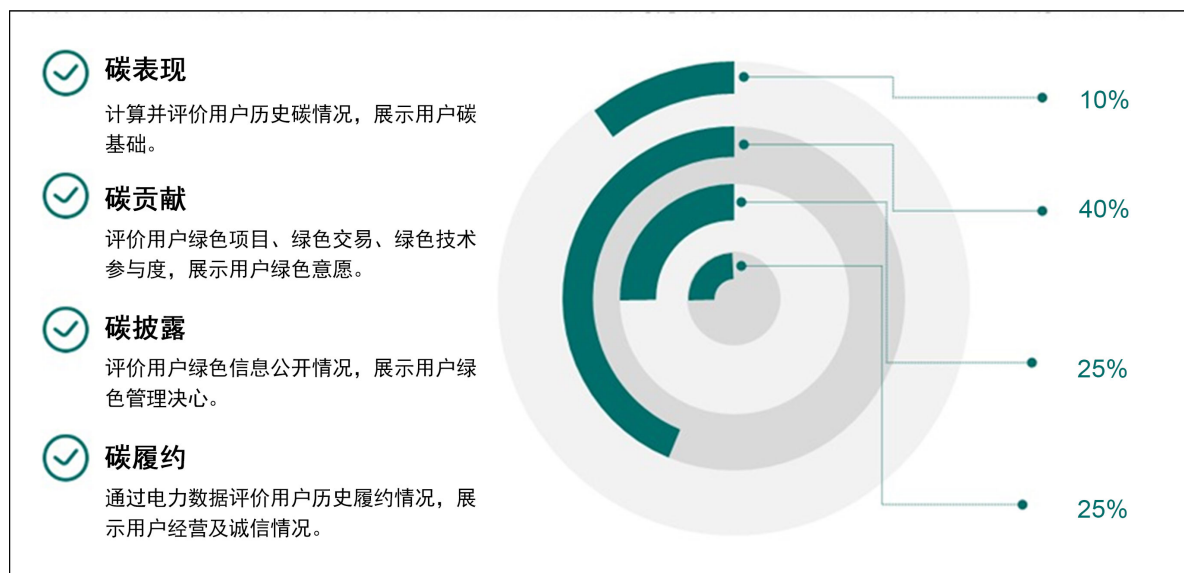 碳表现
计算并评价用户历史碳情况，展示用户碳
基础。
碳贡献
评价用户绿色项目、绿色交易、绿色技术
参与度，展示用户绿色意愿。
碳披露
评价用户绿色信息公开情况，展示用户绿
色管理决心。
碳履约
通过电力数据评价用户历史履约情况，展
示用户经营及诚信情况。
10%
40%
25%
25%